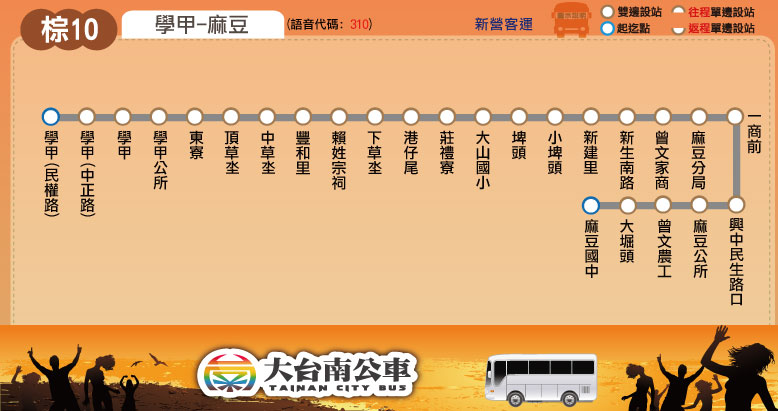 棕10
學甲-麻豆
(語音代碼: 310)
新營客運
雙邊設站
起迄點
往程單邊設站
返程單邊設站
學甲(民權路)
學甲(中正路)
學甲
學甲公所
東寮
頂草坔
中草坔
豐和里
賴姓宗祠
下草坔
港仔尾
莊禮寮
大山國小
埤頭
小埤頭
新建里
新生南路
曾文家商
麻豆分局
一商前
興中民生路口
麻豆公所
曾文農工
大堀頭
麻豆國中
大台南公車
TAINAN CITY BUS